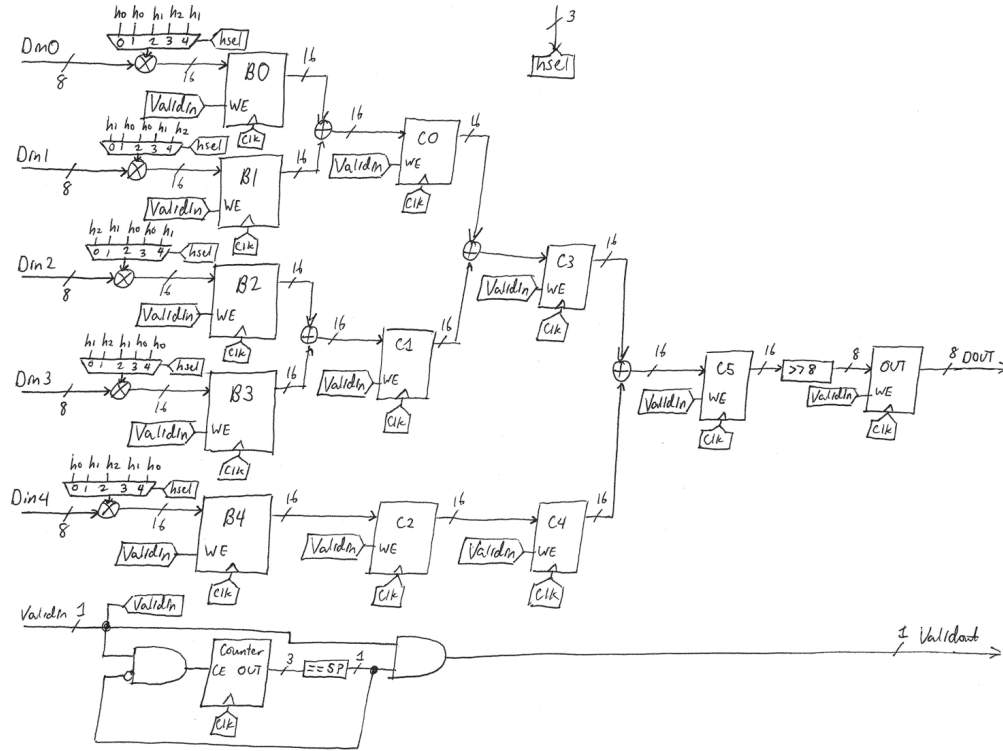 h0 h0 h1 h2 h1
0 1 2 3 4 hsel
Din0
8
16
B0
16
ValidIn
WE
Clk
3
hsel
h1 h0 h0 h1 h2
0 1 2 3 4 hsel
Din1
8
16
B1
16
ValidIn
WE
Clk
16
C0
16
ValidIn
WE
Clk
h2 h1 h0 h0 h1
0 1 2 3 4 hsel
Din2
8
16
B2
16
ValidIn
WE
Clk
C3
16
ValidIn
WE
Clk
h1 h2 h1 h0 h0
0 1 2 3 4 hsel
Din3
8
16
B3
16
ValidIn
WE
Clk
16
C1
16
ValidIn
WE
Clk
16
C5
16
>>8
8
OUT
8 DOUT
ValidIn
WE
Clk
ValidIn
WE
Clk
h0 h1 h2 h1 h0
0 1 2 3 4 hsel
Din4
8
16
B4
16
ValidIn
WE
Clk
C2
16
ValidIn
WE
Clk
C4
16
ValidIn
WE
Clk
ValidIn 1
ValidIn
Counter
CE OUT
Clk
3
==5?
1
1 Validout